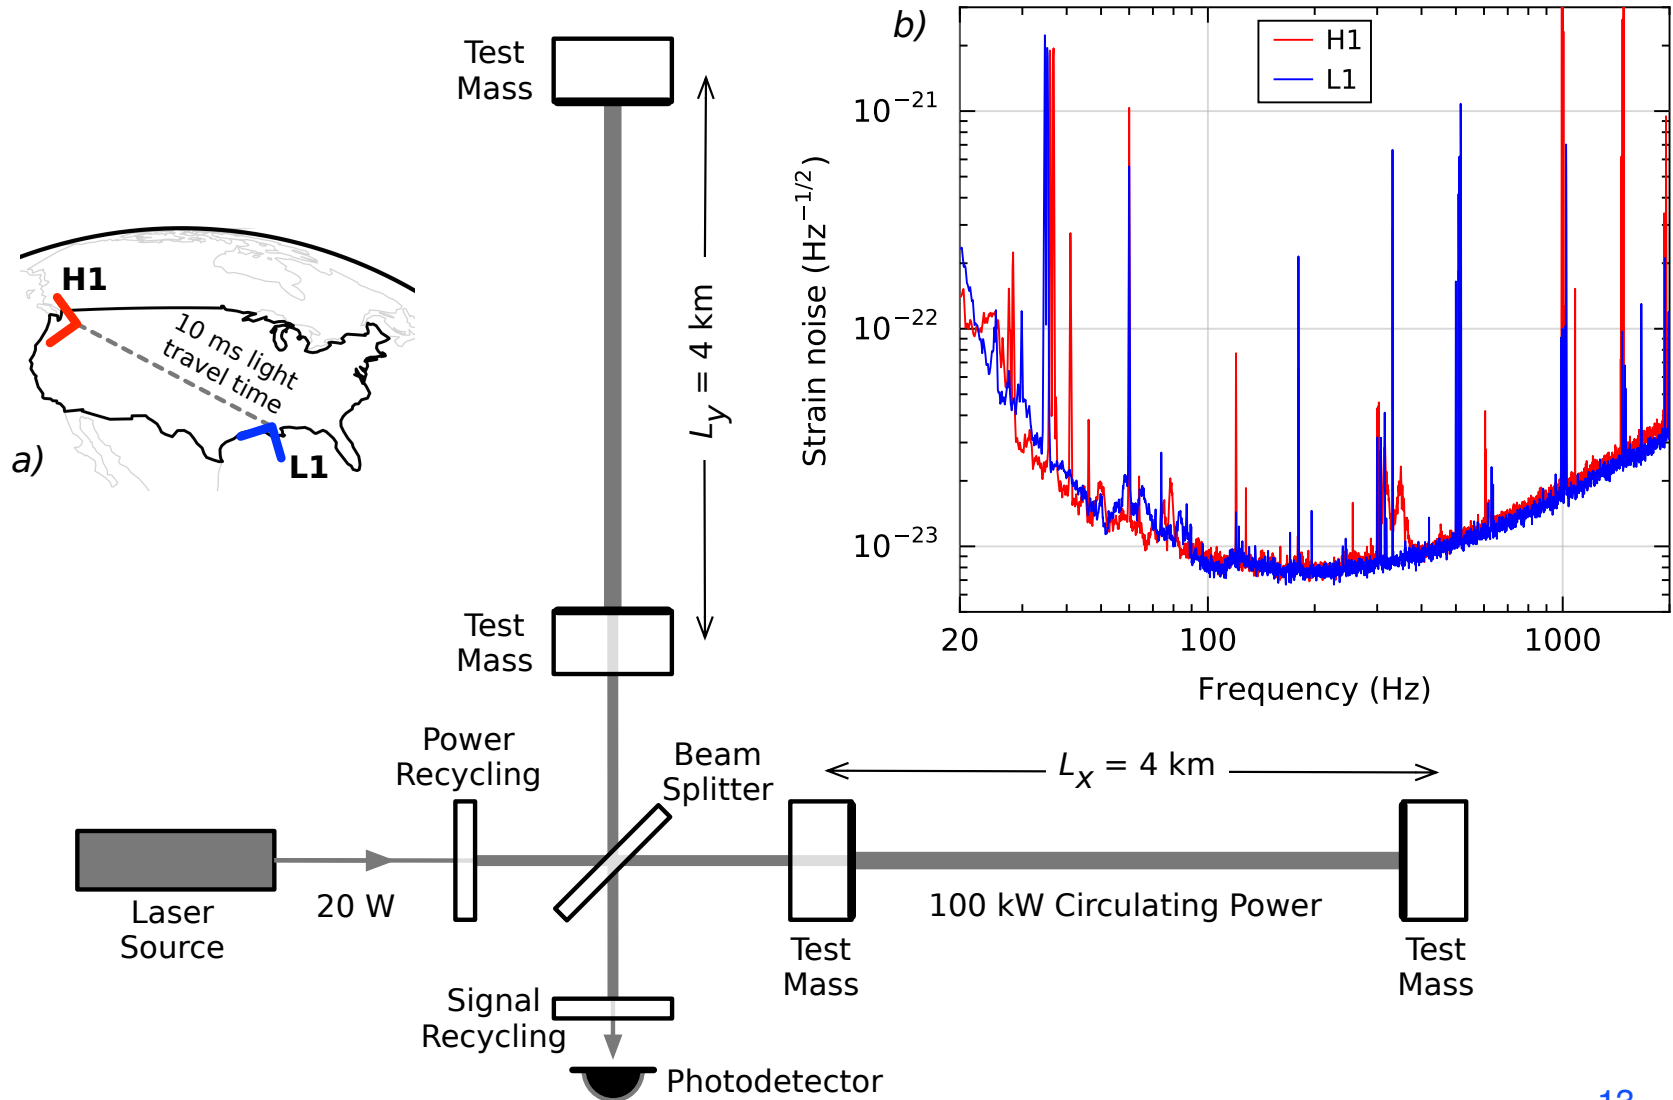 Test
Mass
b)
H1
L1
10⁻²¹
10⁻²²
10⁻²³
Strain noise (Hz⁻¹/²)
20
100
1000
Frequency (Hz)
H1
10 ms light
travel time
L1
a)
L_y = 4 km
Test
Mass
Power
Recycling
Beam
Splitter
L_x = 4 km
20 W
Laser
Source
100 kW Circulating Power
Test
Mass
Test
Mass
Signal
Recycling
Photodetector